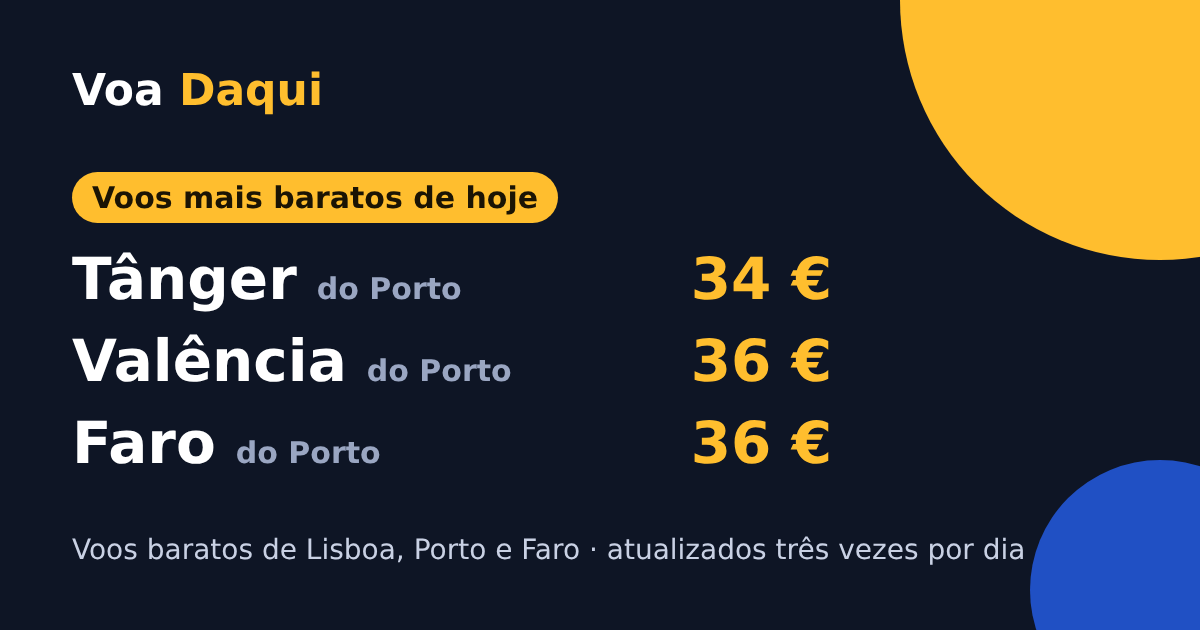 Voa Daqui
Voos mais baratos de hoje
Tânger do Porto 34 €
Valência do Porto 36 €
Faro do Porto 36 €
Voos baratos de Lisboa, Porto e Faro · atualizados três vezes por dia